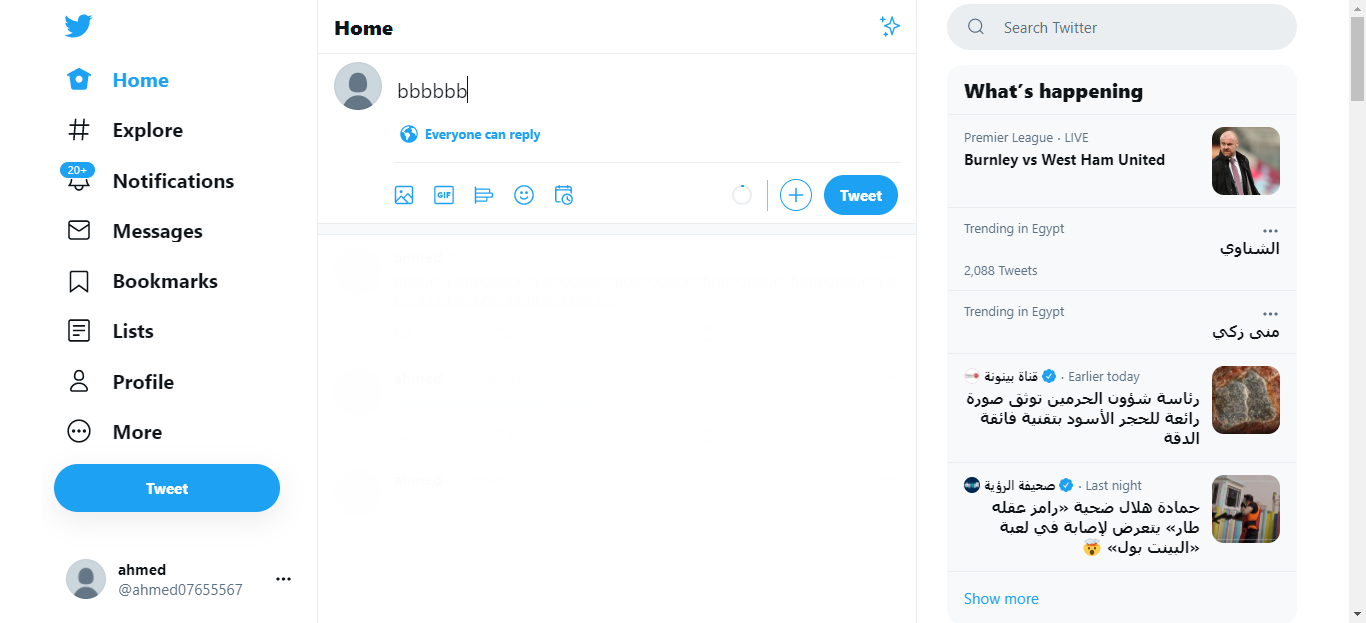 Home
Explore
20+
Notifications
Messages
Bookmarks
Lists
Profile
More
Tweet
ahmed
@ahmed07655567
Home
bbbbbb
Everyone can reply
GIF
Tweet
Search Twitter
What's happening
Premier League · LIVE
Burnley vs West Ham United
Trending in Egypt
الشناوي
2,088 Tweets
Trending in Egypt
منى زكي
قناة بينونة · Earlier today
رئاسة شؤون الحرمين توثق صورة
رائعة للحجر الأسود بتقنية فائقة
الدقة
صحيفة الرؤية · Last night
حمادة هلال ضحية «رامز عقله
طار» يتعرض لإصابة في لعبة
«البينت بول» 🤯
Show more